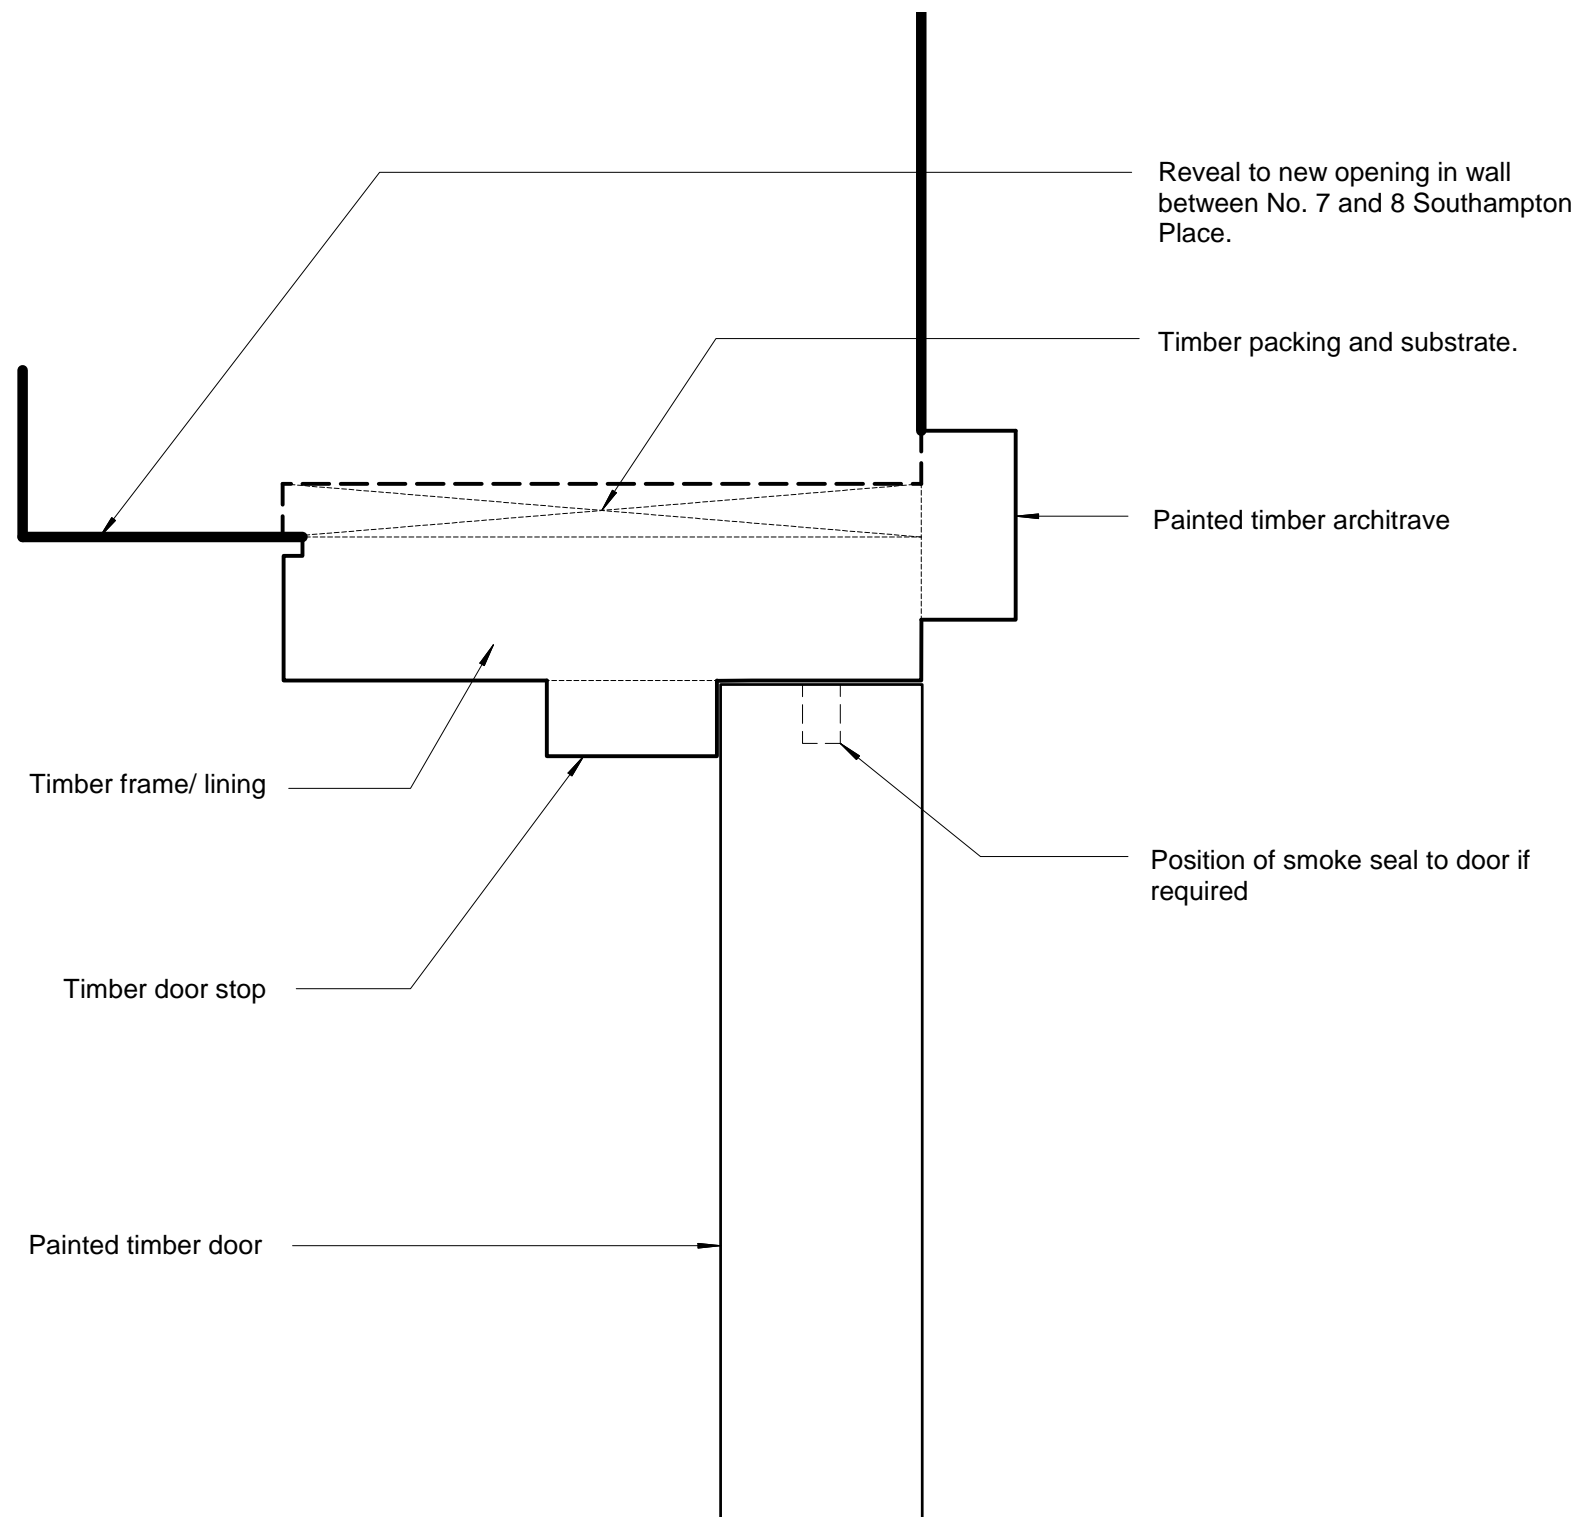 Reveal to new opening in wall
between No. 7 and 8 Southampton
Place.
Timber packing and substrate.
Painted timber architrave
Timber frame/ lining
Position of smoke seal to door if
required
Timber door stop
Painted timber door